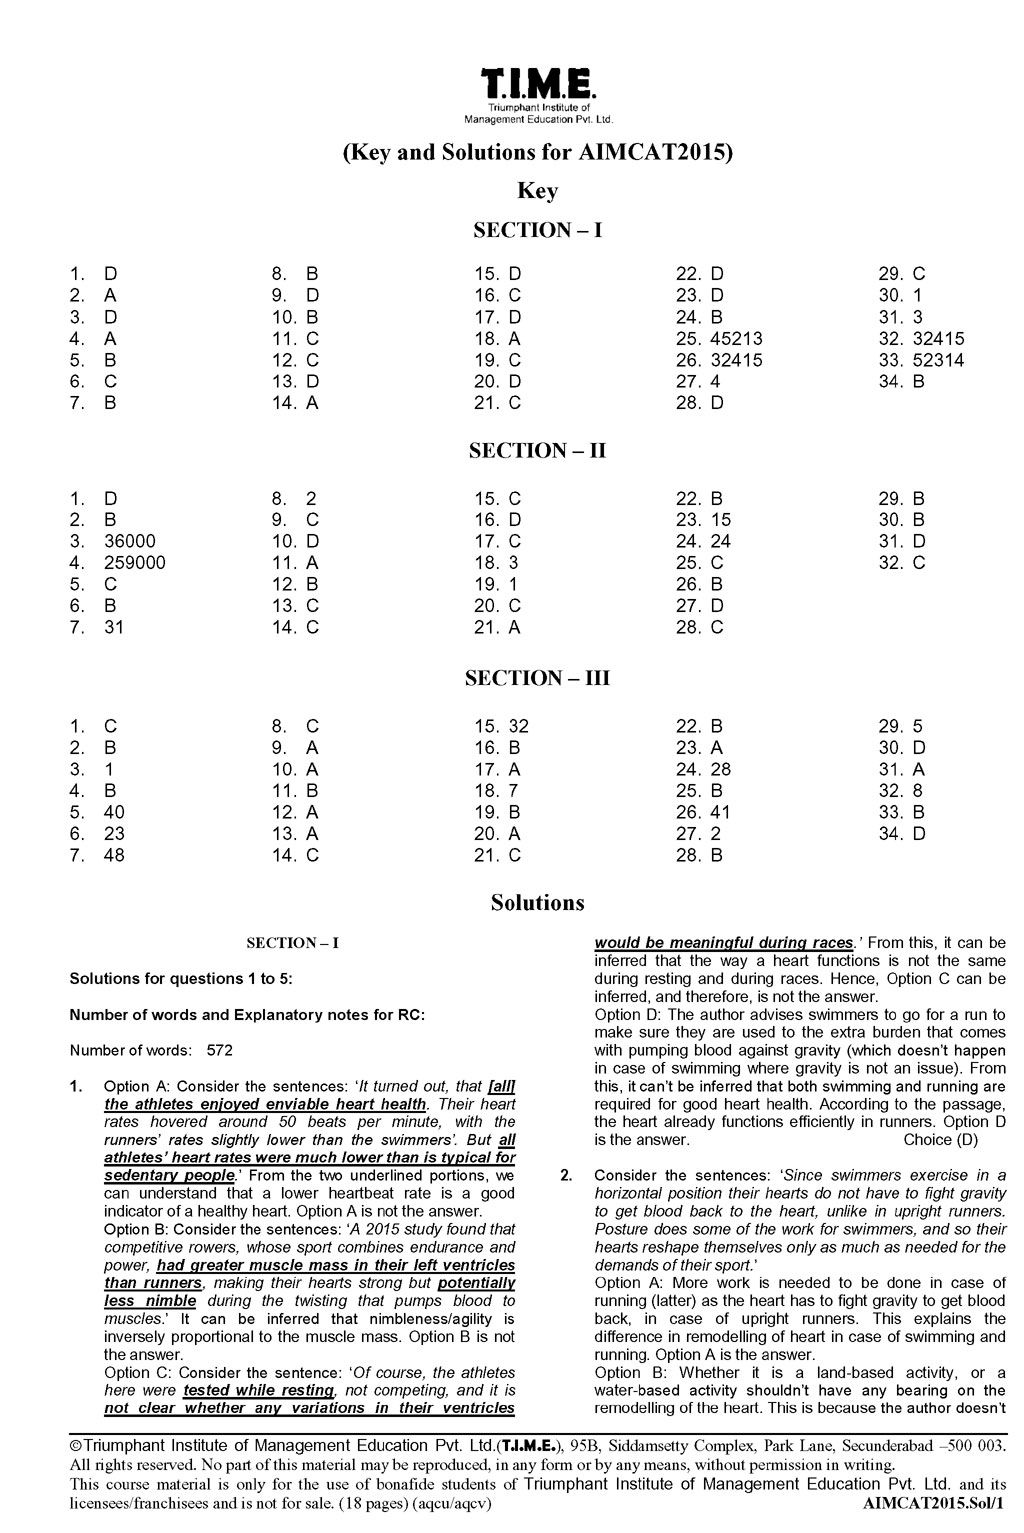 T.I.M.E.
Triumphant Institute of
Management Education Pvt. Ltd.
(Key and Solutions for AIMCAT2015)
Key
SECTION – I
1. D 8. B 15. D 22. D 29. C
2. A 9. D 16. C 23. D 30. 1
3. D 10. B 17. D 24. B 31. 3
4. A 11. C 18. A 25. 45213 32. 32415
5. B 12. C 19. C 26. 32415 33. 52314
6. C 13. D 20. D 27. 4 34. B
7. B 14. A 21. C 28. D
SECTION – II
1. D 8. 2 15. C 22. B 29. B
2. B 9. C 16. D 23. 15 30. B
3. 36000 10. D 17. C 24. 24 31. D
4. 259000 11. A 18. 3 25. C 32. C
5. C 12. B 19. 1 26. B
6. B 13. C 20. C 27. D
7. 31 14. C 21. A 28. C
SECTION – III
1. C 8. C 15. 32 22. B 29. 5
2. B 9. A 16. B 23. A 30. D
3. 1 10. A 17. A 24. 28 31. A
4. B 11. B 18. 7 25. B 32. 8
5. 40 12. A 19. B 26. 41 33. B
6. 23 13. A 20. A 27. 2 34. D
7. 48 14. C 21. C 28. B
Solutions
SECTION – I
Solutions for questions 1 to 5:
Number of words and Explanatory notes for RC:
Number of words: 572
1. Option A: Consider the sentences: ‘It turned out, that [all]
the athletes enjoyed enviable heart health. Their heart
rates hovered around 50 beats per minute, with the
runners’ rates slightly lower than the swimmers’. But all
athletes’ heart rates were much lower than is typical for
sedentary people.’ From the two underlined portions, we
can understand that a lower heartbeat rate is a good
indicator of a healthy heart. Option A is not the answer.
Option B: Consider the sentences: ‘A 2015 study found that
competitive rowers, whose sport combines endurance and
power, had greater muscle mass in their left ventricles
than runners, making their hearts strong but potentially
less nimble during the twisting that pumps blood to
muscles.’ It can be inferred that nimbleness/agility is
inversely proportional to the muscle mass. Option B is not
the answer.
Option C: Consider the sentence: ‘Of course, the athletes
here were tested while resting, not competing, and it is
not clear whether any variations in their ventricles
would be meaningful during races.’ From this, it can be
inferred that the way a heart functions is not the same
during resting and during races. Hence, Option C can be
inferred, and therefore, is not the answer.
Option D: The author advises swimmers to go for a run to
make sure they are used to the extra burden that comes
with pumping blood against gravity (which doesn’t happen
in case of swimming where gravity is not an issue). From
this, it can’t be inferred that both swimming and running are
required for good heart health. According to the passage,
the heart already functions efficiently in runners. Option D
is the answer. Choice (D)
2. Consider the sentences: ‘Since swimmers exercise in a
horizontal position their hearts do not have to fight gravity
to get blood back to the heart, unlike in upright runners.
Posture does some of the work for swimmers, and so their
hearts reshape themselves only as much as needed for the
demands of their sport.’
Option A: More work is needed to be done in case of
running (latter) as the heart has to fight gravity to get blood
back, in case of upright runners. This explains the
difference in remodelling of heart in case of swimming and
running. Option A is the answer.
Option B: Whether it is a land-based activity, or a
water-based activity shouldn’t have any bearing on the
remodelling of the heart. This is because the author doesn’t
©Triumphant Institute of Management Education Pvt. Ltd.(T.I.M.E.), 95B, Siddamsetty Complex, Park Lane, Secunderabad –500 003.
All rights reserved. No part of this material may be reproduced, in any form or by any means, without permission in writing.
This course material is only for the use of bonafide students of Triumphant Institute of Management Education Pvt. Ltd. and its
licensees/franchisees and is not for sale. (18 pages) (aqcu/aqcv) AIMCAT2015.Sol/1